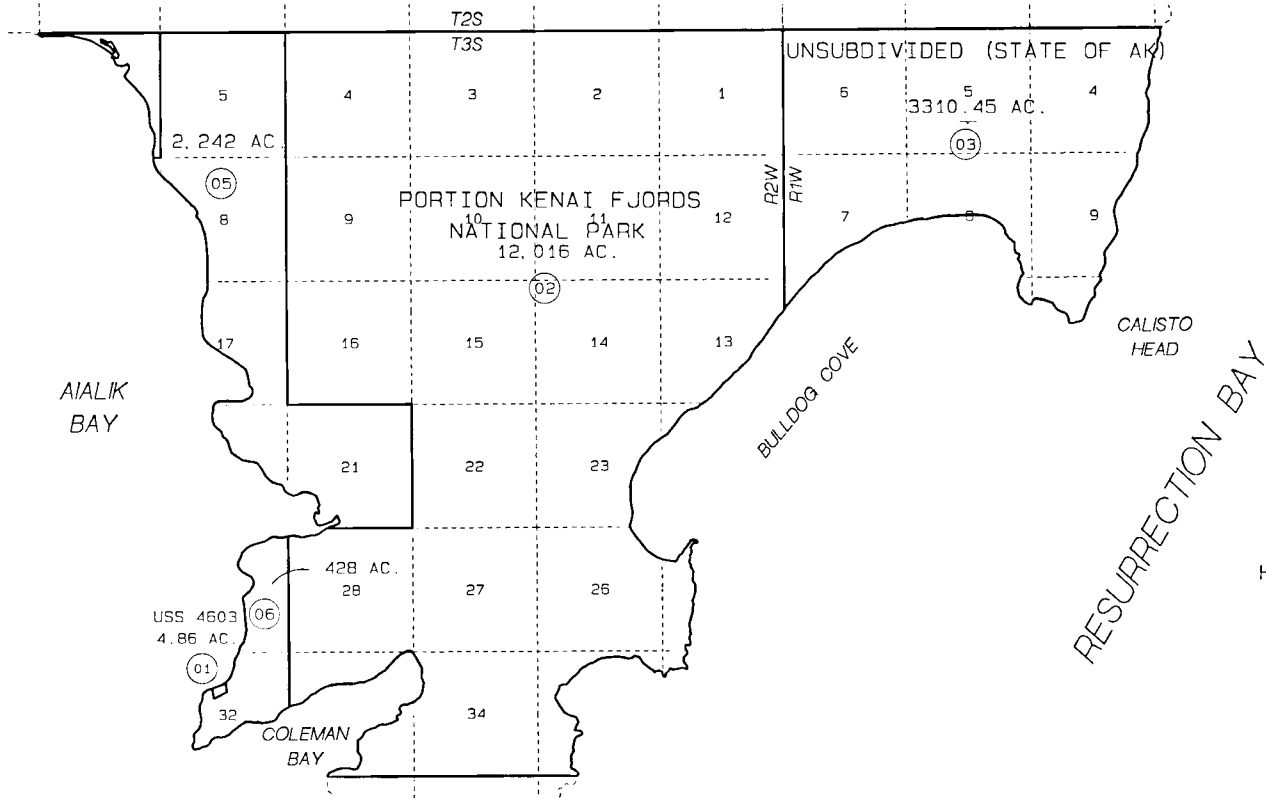 T2S
T3S
UNSUBDIVIDED (STATE OF AK)
5
4
3
2
1
6
5
4
3310.45 AC.
03
2,242 AC.
05
R2W
R1W
PORTION KENAI FJORDS
NATIONAL PARK
12,016 AC.
02
8
9
10
11
12
7
8
9
17
16
15
14
13
CALISTO
HEAD
AIALIK
BAY
BULLDOG COVE
RESURRECTION BAY
21
22
23
428 AC.
28
27
26
USS 4603
4.86 AC.
06
01
32
34
COLEMAN
BAY